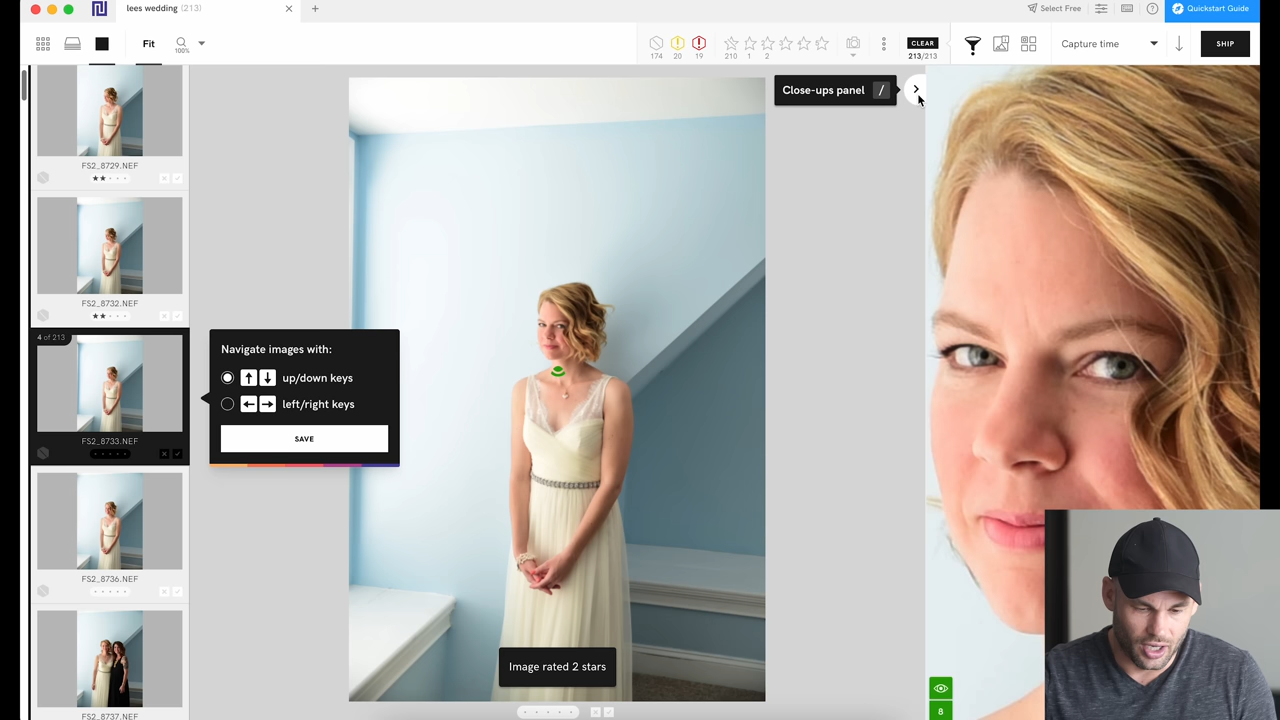 lees wedding (213)
Select Free
Quickstart Guide
Fit
100%
174
20
19
210
1
2
CLEAR
213/213
Capture time
SHIP
Close-ups panel /
FS2_8729.NEF
FS2_8732.NEF
4 of 213
FS2_8733.NEF
FS2_8736.NEF
FS2_8737.NEF
Navigate images with:
up/down keys
left/right keys
SAVE
Image rated 2 stars
8